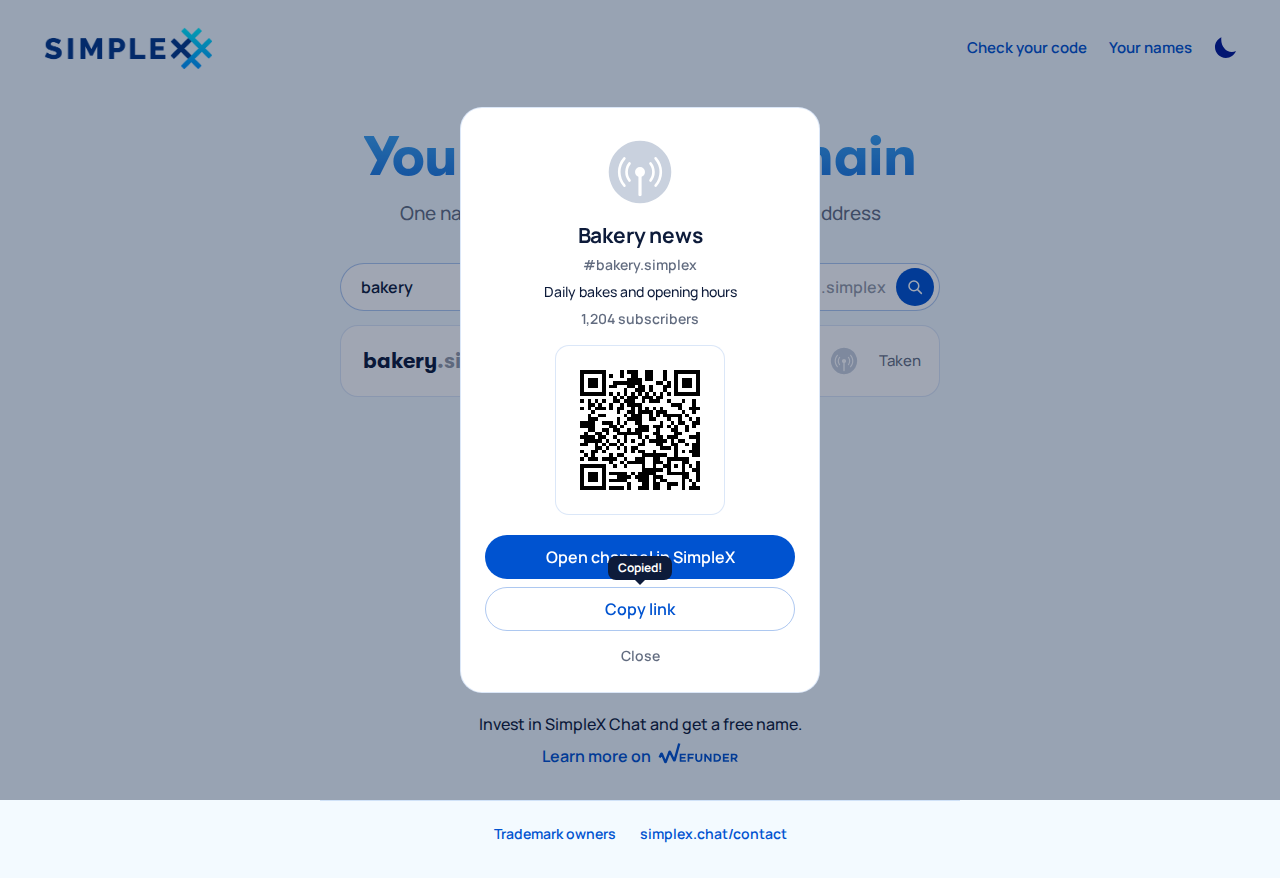 SIMPLEX
Check your code
Your names
You
hain
One na
ddress
bakery
.simplex
bakery.si
Taken
Bakery news
#bakery.simplex
Daily bakes and opening hours
1,204 subscribers
Open channel in SimpleX
Copied!
Copy link
Close
Invest in SimpleX Chat and get a free name.
Learn more on WEFUNDER
Trademark owners
simplex.chat/contact